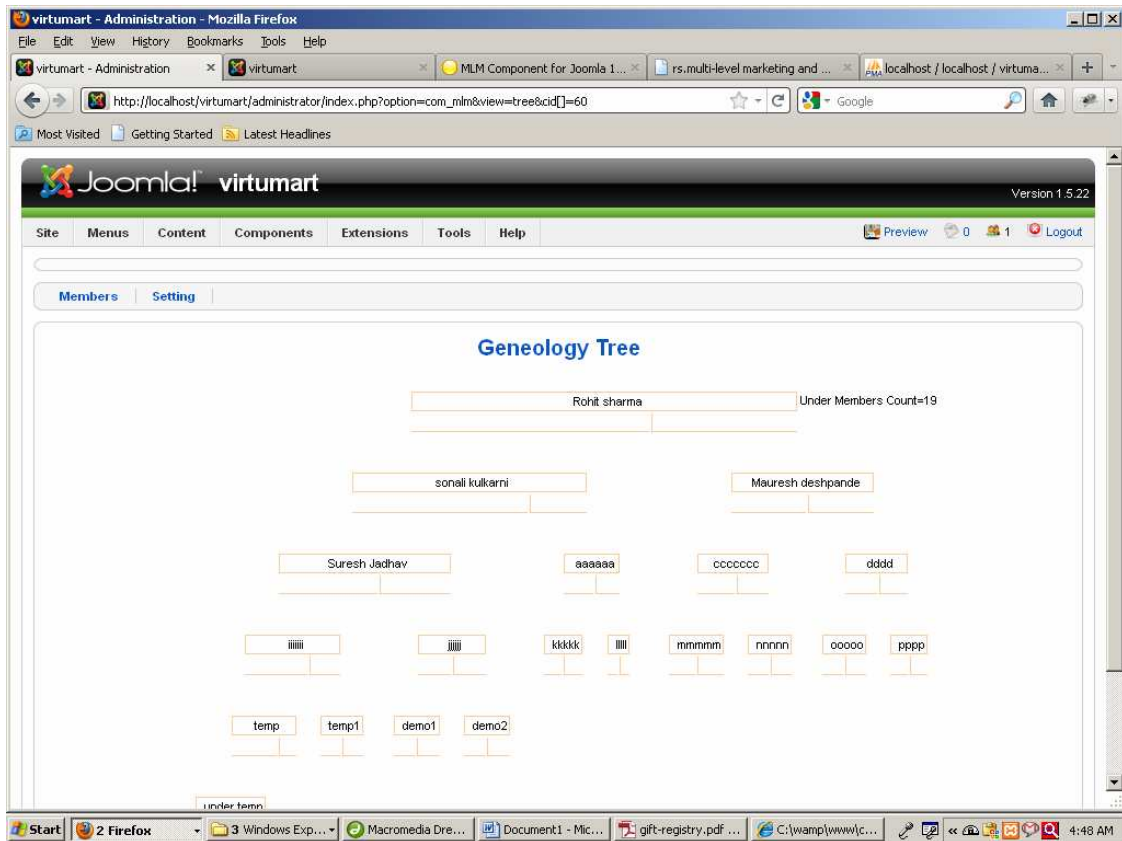 virtumart - Administration - Mozilla Firefox
File Edit View History Bookmarks Tools Help
virtumart - Administration virtumart MLM Component for Joomla 1... rs.multi-level marketing and ... localhost / localhost / virtuma...
http://localhost/virtumart/administrator/index.php?option=com_mlm&view=tree&cid[]=60 Google
Most Visited Getting Started Latest Headlines
Joomla! virtumart
Version 1.5.22
Site Menus Content Components Extensions Tools Help Preview 0 1 Logout
Members Setting
Geneology Tree
Rohit sharma Under Members Count=19
sonali kulkarni Mauresh deshpande
Suresh Jadhav aaaaaa ccccccc dddd
kkkkk mmmmm nnnnn ooooo pppp
temp temp1 demo1 demo2
under temp
Start 2 Firefox 3 Windows Exp... Macromedia Dre... Document1 - Mic... gift-registry.pdf ... C:\wamp\www\c... 4:48 AM